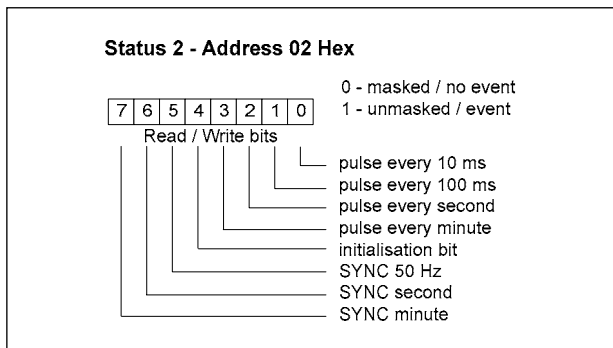 Status 2 - Address 02 Hex
0 - masked / no event
1 - unmasked / event
7 6 5 4 3 2 1 0
Read / Write bits
pulse every 10 ms
pulse every 100 ms
pulse every second
pulse every minute
initialisation bit
SYNC 50 Hz
SYNC second
SYNC minute